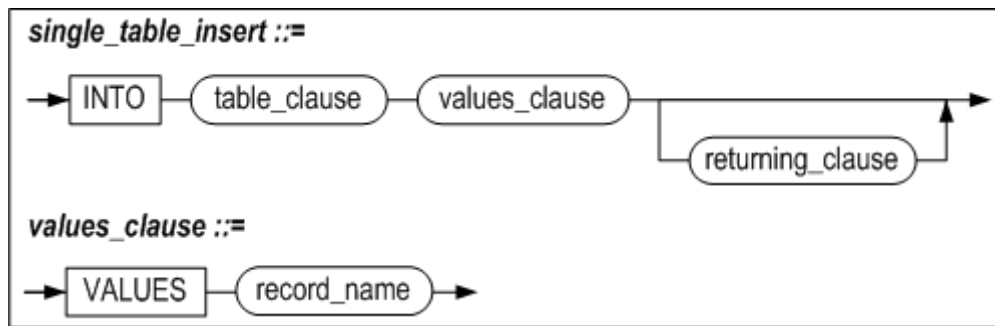 single_table_insert ::=
INTO table_clause values_clause
returning_clause
values_clause ::=
VALUES record_name